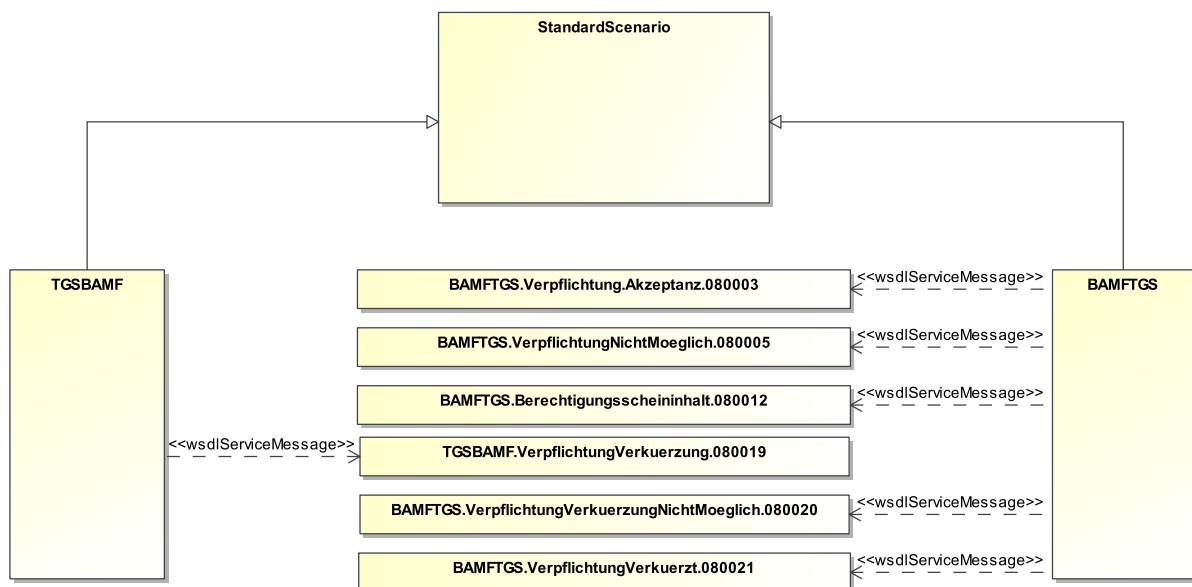 StandardScenario
TGSBAMF
BAMFTGS.Verpflichtung.Akzeptanz.080003
<<wsdlServiceMessage>>
BAMFTGS
BAMFTGS.VerpflichtungNichtMoeglich.080005
<<wsdlServiceMessage>>
BAMFTGS.Berechtigungsscheininhalt.080012
<<wsdlServiceMessage>>
<<wsdlServiceMessage>>
TGSBAMF.VerpflichtungVerkuerzung.080019
BAMFTGS.VerpflichtungVerkuerzungNichtMoeglich.080020
<<wsdlServiceMessage>>
BAMFTGS.VerpflichtungVerkuerzt.080021
<<wsdlServiceMessage>>